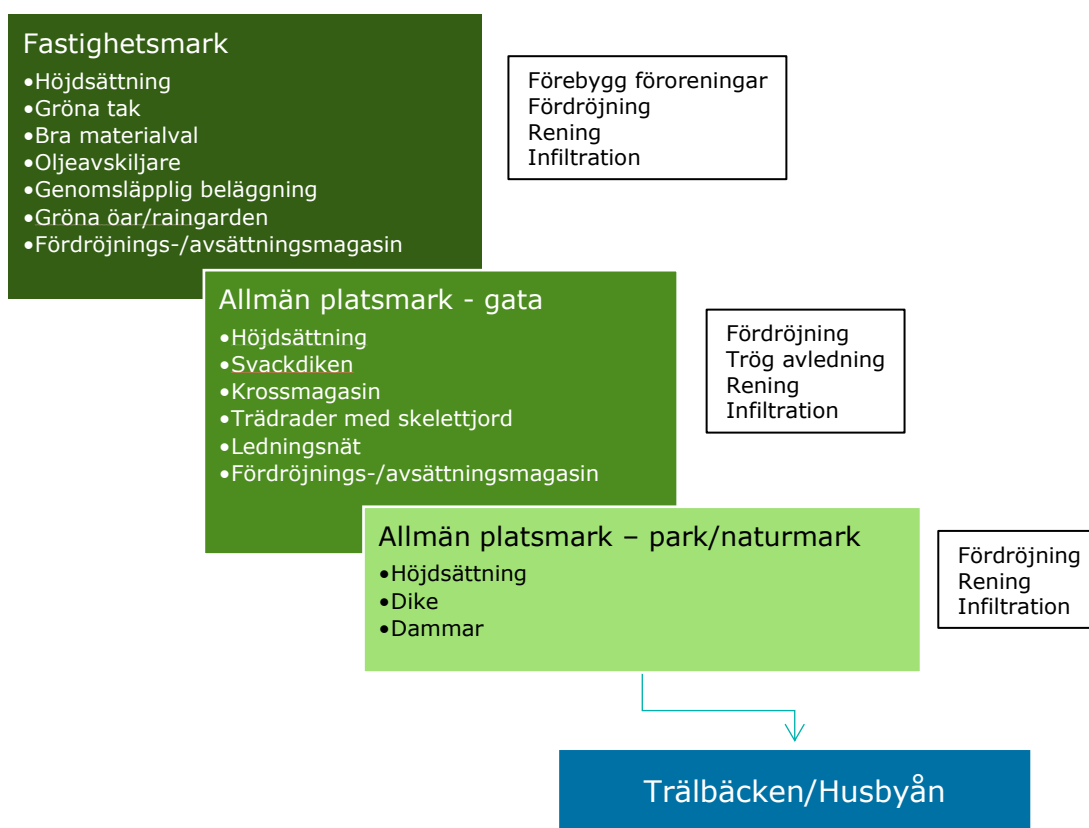 Fastighetsmark
•Höjdsättning
•Gröna tak
•Bra materialval
•Oljeavskiljare
•Genomsläpplig beläggning
•Gröna öar/raingarden
•Fördröjnings-/avsättningsmagasin
Förebygg föroreningar
Fördröjning
Rening
Infiltration
Allmän platsmark - gata
•Höjdsättning
•Svackdiken
•Krossmagasin
•Trädrader med skelettjord
•Ledningsnät
•Fördröjnings-/avsättningsmagasin
Fördröjning
Trög avledning
Rening
Infiltration
Allmän platsmark – park/naturmark
•Höjdsättning
•Dike
•Dammar
Fördröjning
Rening
Infiltration
Trälbäcken/Husbyån